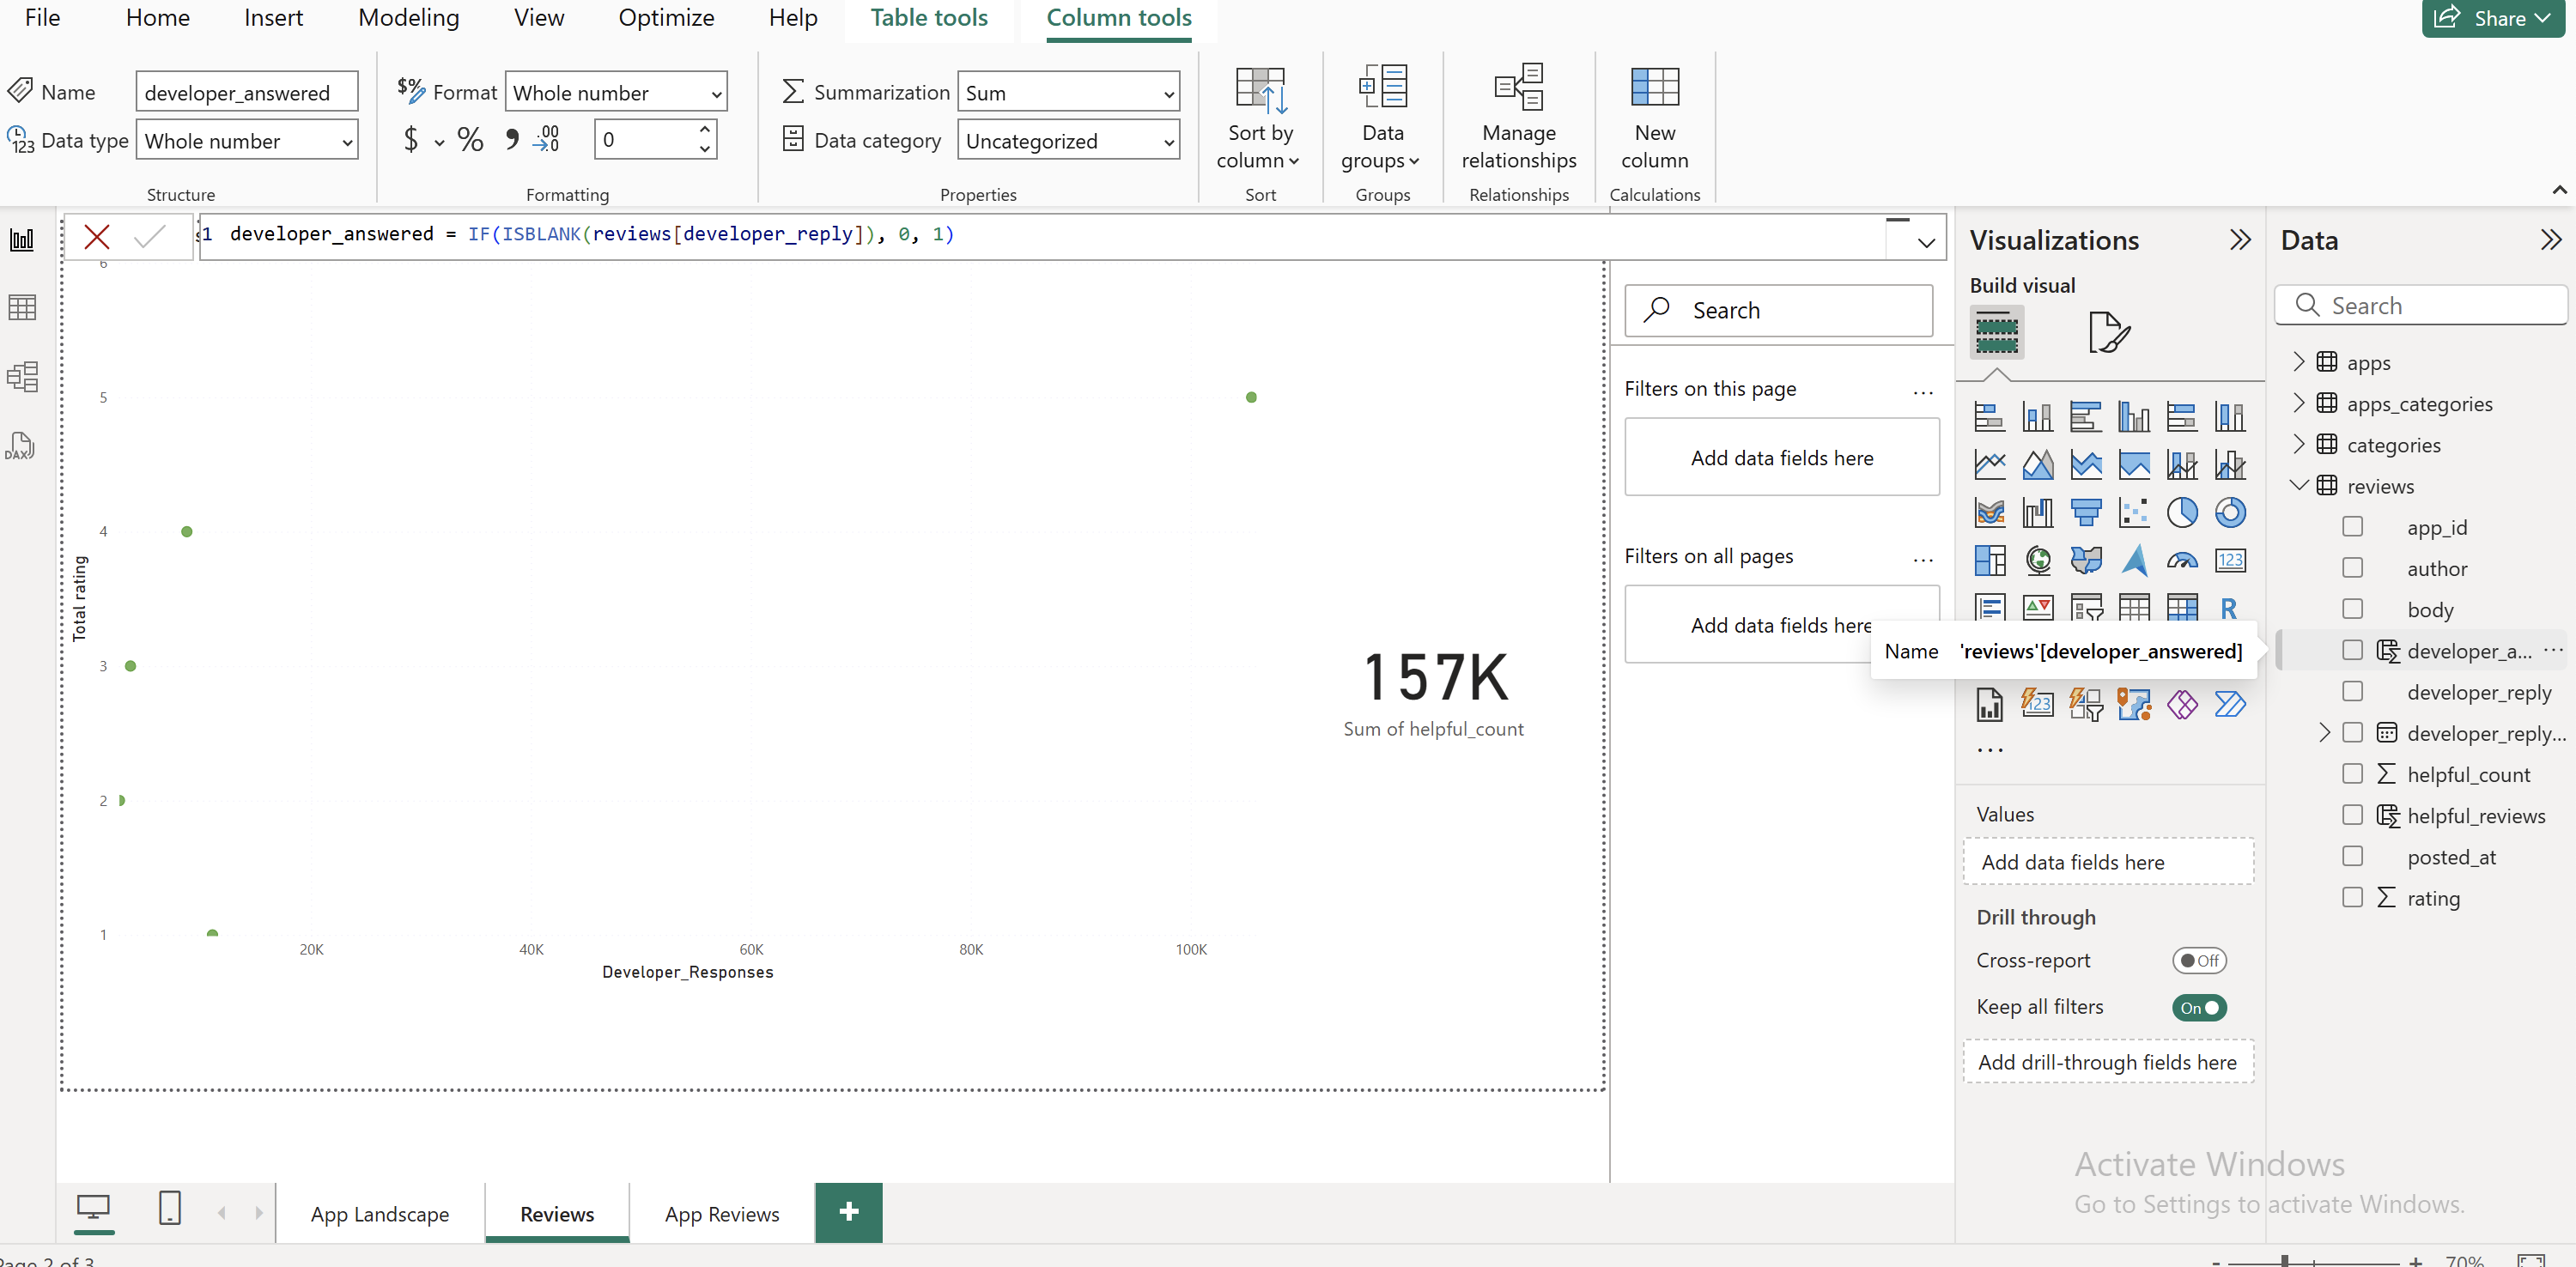 File Home Insert Modeling View Optimize Help Table tools Column tools Share
Name developer_answered $% Format Whole number Summarization Sum
123 Data type Whole number $ % .00 .0 0 Data category Uncategorized
Sort by column
Data groups
Manage relationships
New column
Structure Formatting Properties Sort Groups Relationships Calculations
1 developer_answered = IF(ISBLANK(reviews[developer_reply]), 0, 1)
6
5
4
3
2
1
Total rating
20K 40K 60K 80K 100K
Developer_Responses
157K
Sum of helpful_count
Search
Filters on this page ...
Add data fields here
Filters on all pages ...
Add data fields here
Visualizations
Build visual
123
R
Name 'reviews'[developer_answered]
123
...
Values
Add data fields here
Drill through
Cross-report Off
Keep all filters On
Add drill-through fields here
Data
Search
apps
apps_categories
categories
reviews
app_id
author
body
developer_a... ...
developer_reply
developer_reply...
helpful_count
helpful_reviews
posted_at
rating
DAX
Activate Windows
Go to Settings to activate Windows.
App Landscape Reviews App Reviews +
Page 2 of 3
- + 70%